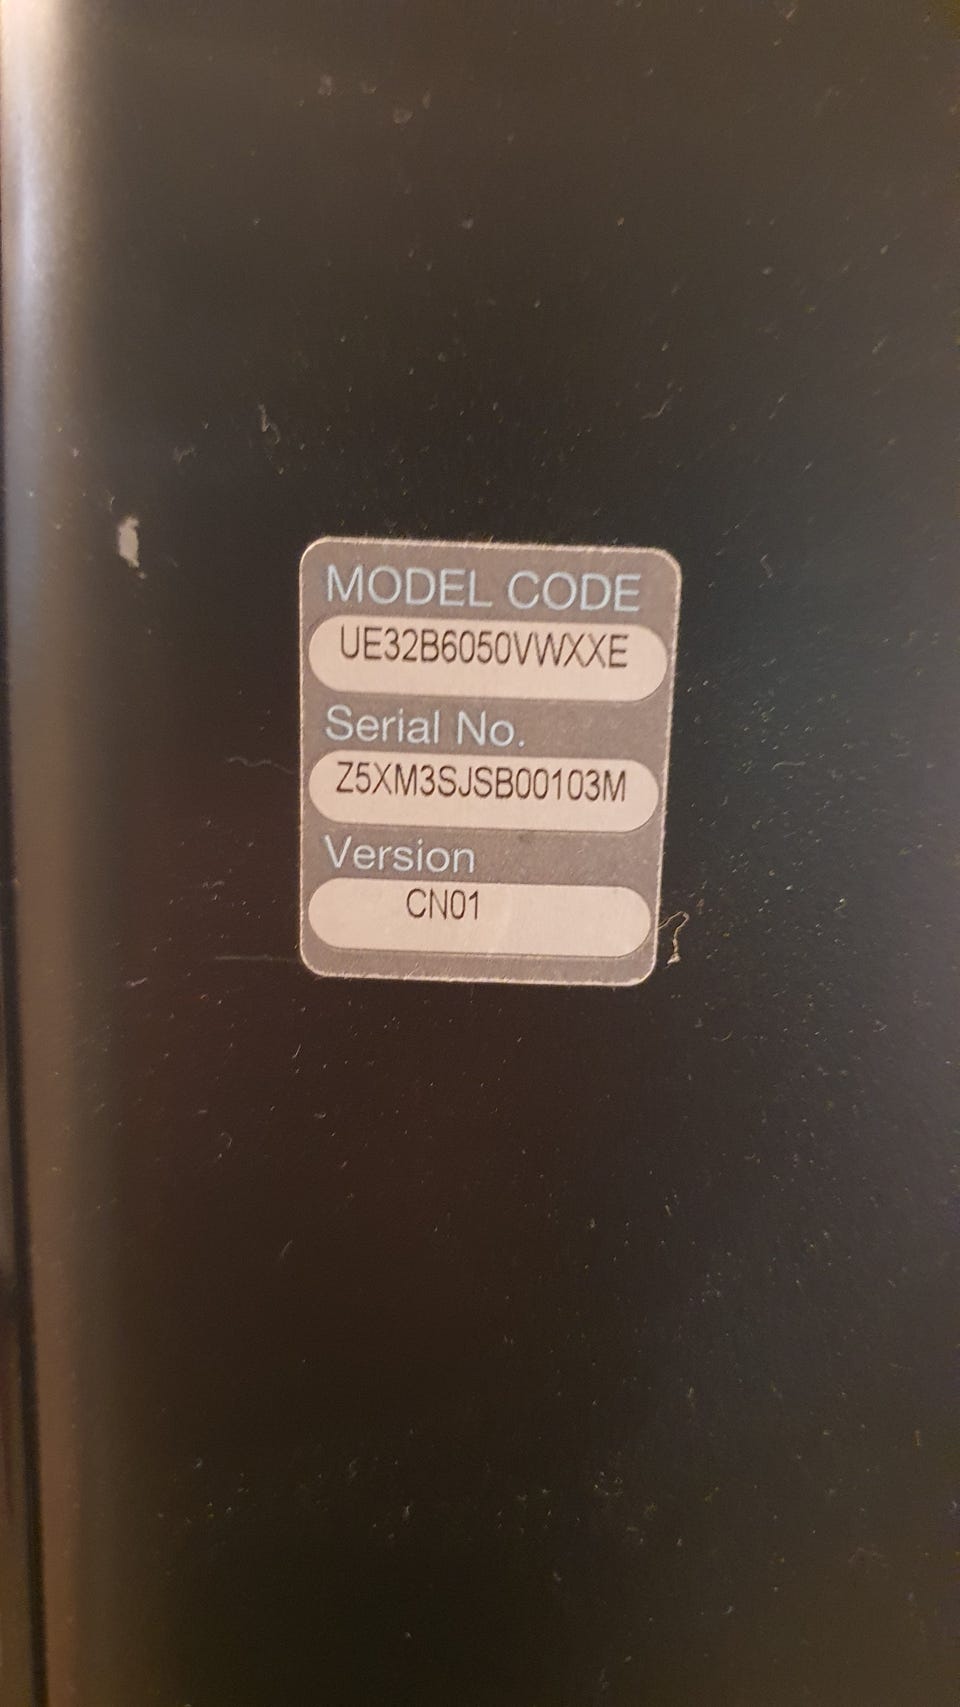 MODEL CODE
UE32B6050VWXXE
Serial No.
Z5XM3SJSB00103M
Version
CN01